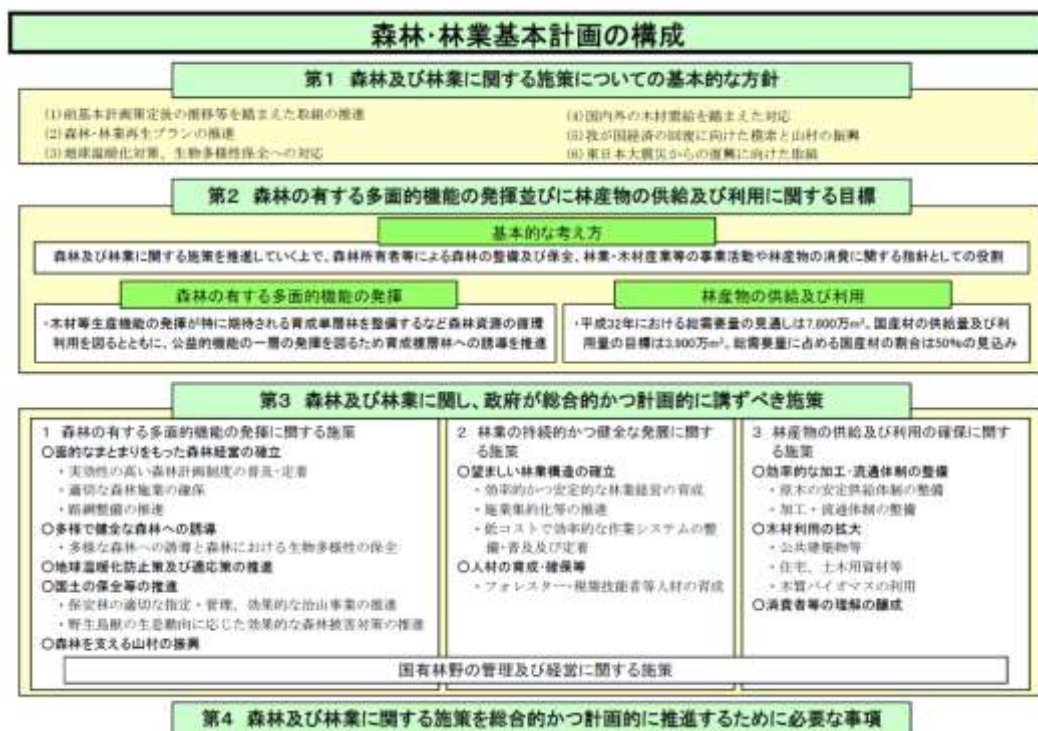 森林・林業基本計画の構成
第1 森林及び林業に関する施策についての基本的な方針
(1)前基本計画策定後の推移等を踏まえた取組の推進
(2)森林・林業再生プランの推進
(3)地球温暖化対策、生物多様性保全への対応
(4)国内外の木材需給を踏まえた対応
(5)我が国経済の回復に向けた模索と山村の振興
(6)東日本大震災からの復興に向けた取組
第2 森林の有する多面的機能の発揮並びに林産物の供給及び利用に関する目標
基本的な考え方
森林及び林業に関する施策を推進していく上で、森林所有者等による森林の整備及び保全、林業・木材産業等の事業活動や林産物の消費に関する指針としての役割
森林の有する多面的機能の発揮
・木材等生産機能の発揮が特に期待される育成単層林を整備するなど森林資源の循環
利用を図るとともに、公益的機能の一層の発揮を図るため育成複層林への誘導を推進
林産物の供給及び利用
・平成32年における総需要量の見通しは7,800万m³。国産材の供給量及び利
用量の目標は3,900万m³。総需要量に占める国産材の割合は50%の見込み
第3 森林及び林業に関し、政府が総合的かつ計画的に講ずべき施策
1 森林の有する多面的機能の発揮に関する施策
○面的なまとまりをもった森林経営の確立
・実効性の高い森林計画制度の普及・定着
・適切な森林施業の確保
・路網整備の推進
○多様で健全な森林への誘導
・多様な森林への誘導と森林における生物多様性の保全
○地球温暖化防止策及び適応策の推進
○国土の保全等の推進
・保安林の適切な指定・管理、効果的な治山事業の推進
・野生鳥獣の生息動向に応じた効果的な森林被害対策の推進
○森林を支える山村の振興
2 林業の持続的かつ健全な発展に関す
る施策
○望ましい林業構造の確立
・効率的かつ安定的な林業経営の育成
・施業集約化等の推進
・低コストで効率的な作業システムの整
備・普及及び定着
○人材の育成・確保等
・フォレスター・現場技能者等人材の育成
3 林産物の供給及び利用の確保に関す
る施策
○効率的な加工・流通体制の整備
・原木の安定供給体制の整備
・加工・流通体制の整備
○木材利用の拡大
・公共建築物等
・住宅、土木用資材等
・木質バイオマスの利用
○消費者等の理解の醸成
国有林野の管理及び経営に関する施策
第4 森林及び林業に関する施策を総合的かつ計画的に推進するために必要な事項